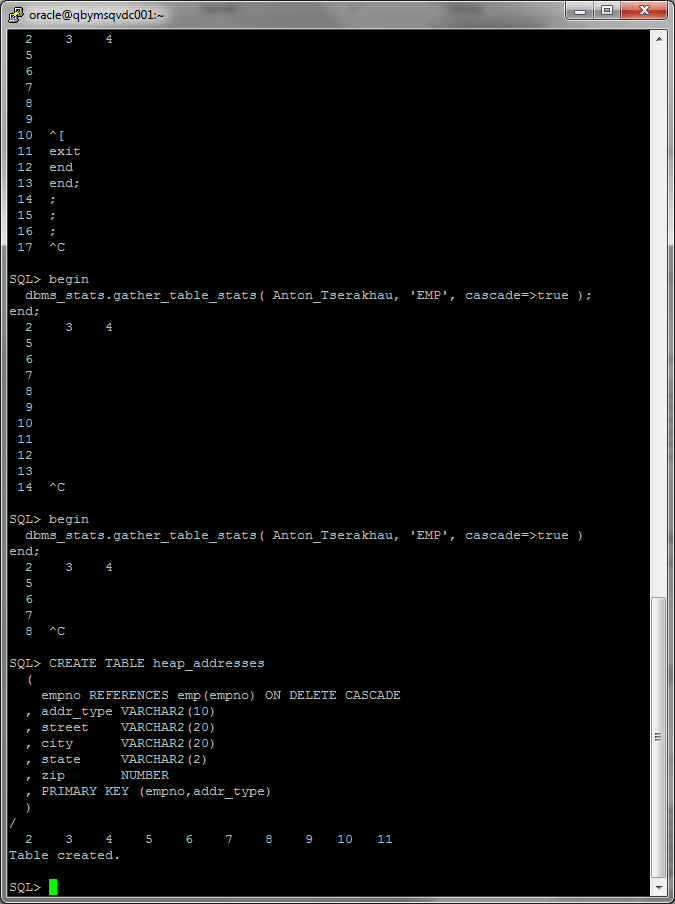 oracle@qbymsqvdc001:~
2 3 4
5
6
7
8
9
10 ^[
11 exit
12 end
13 end;
14 ;
15 ;
16 ;
17 ^C
SQL> begin
dbms_stats.gather_table_stats( Anton_Tserakhau, 'EMP', cascade=>true );
end;
2 3 4
5
6
7
8
9
10
11
12
13
14 ^C
SQL> begin
dbms_stats.gather_table_stats( Anton_Tserakhau, 'EMP', cascade=>true )
end;
2 3 4
5
6
7
8 ^C
SQL> CREATE TABLE heap_addresses
(
empno REFERENCES emp(empno) ON DELETE CASCADE
, addr_type VARCHAR2(10)
, street VARCHAR2(20)
, city VARCHAR2(20)
, state VARCHAR2(2)
, zip NUMBER
, PRIMARY KEY (empno,addr_type)
)
/
2 3 4 5 6 7 8 9 10 11
Table created.
SQL>